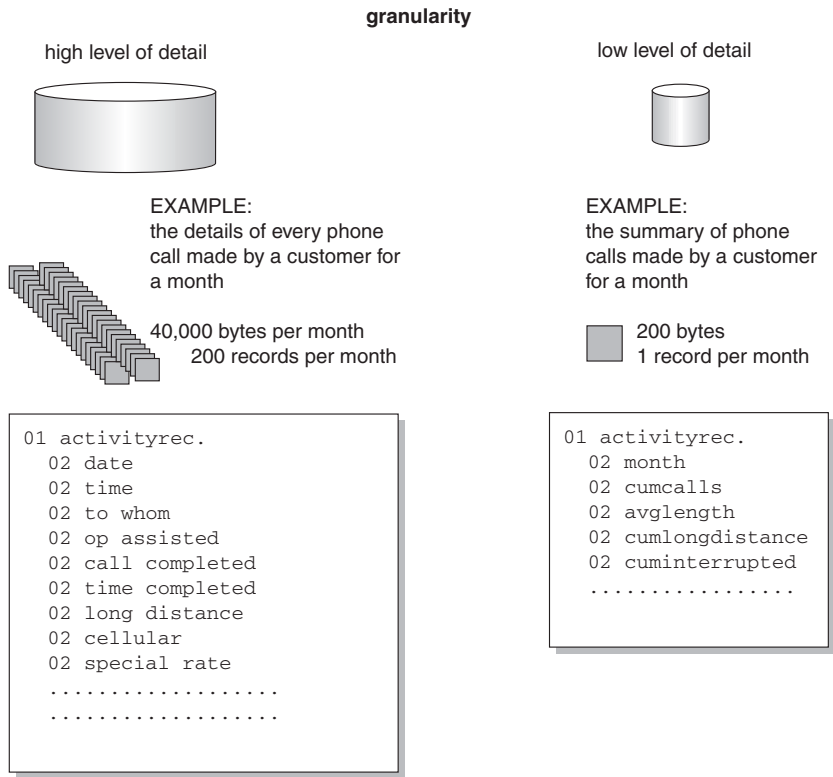 granularity
high level of detail
EXAMPLE:
the details of every phone
call made by a customer for
a month
40,000 bytes per month
200 records per month
01 activityrec.
02 date
02 time
02 to whom
02 op assisted
02 call completed
02 time completed
02 long distance
02 cellular
02 special rate
...................
...................
low level of detail
EXAMPLE:
the summary of phone
calls made by a customer
for a month
200 bytes
1 record per month
01 activityrec.
02 month
02 cumcalls
02 avglength
02 cumlongdistance
02 cuminterrupted
.................